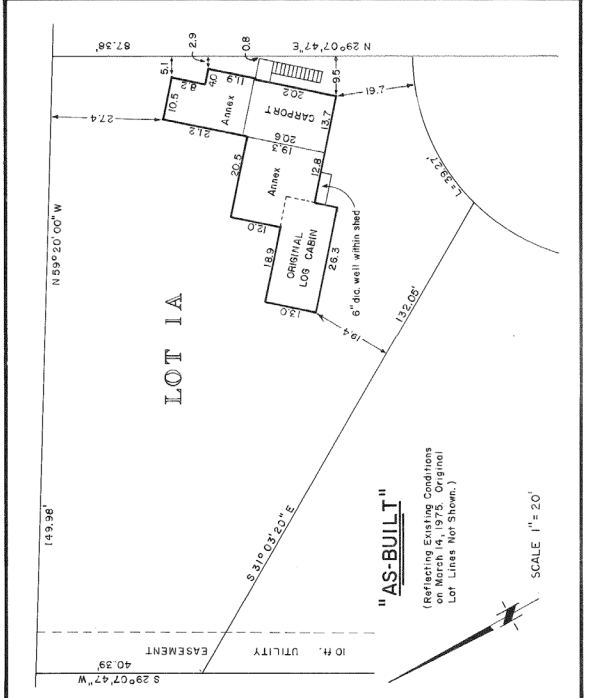 87.38'
2.9
0.8
N 29° 07' 47" E
5.1
8.2
4.0
11.9
9.5
20.2
19.7
10.5
Annex
CARPORT
13.7
27.4
21.2
20.6
19.3
L = 39.27'
N 59° 20' 00" W
20.5
Annex
12.8
12.0
6" dia. well within shed
18.9
ORIGINAL
LOG CABIN
26.3
13.0
132.05'
19.4
LOT 1A
149.98'
S 31° 03' 20" E
"AS-BUILT"
(Reflecting Existing Conditions
on March 14, 1975. Original
Lot Lines Not Shown.)
SCALE 1" = 20'
10 ft. UTILITY EASEMENT
40.39'
S 29° 07' 47" W